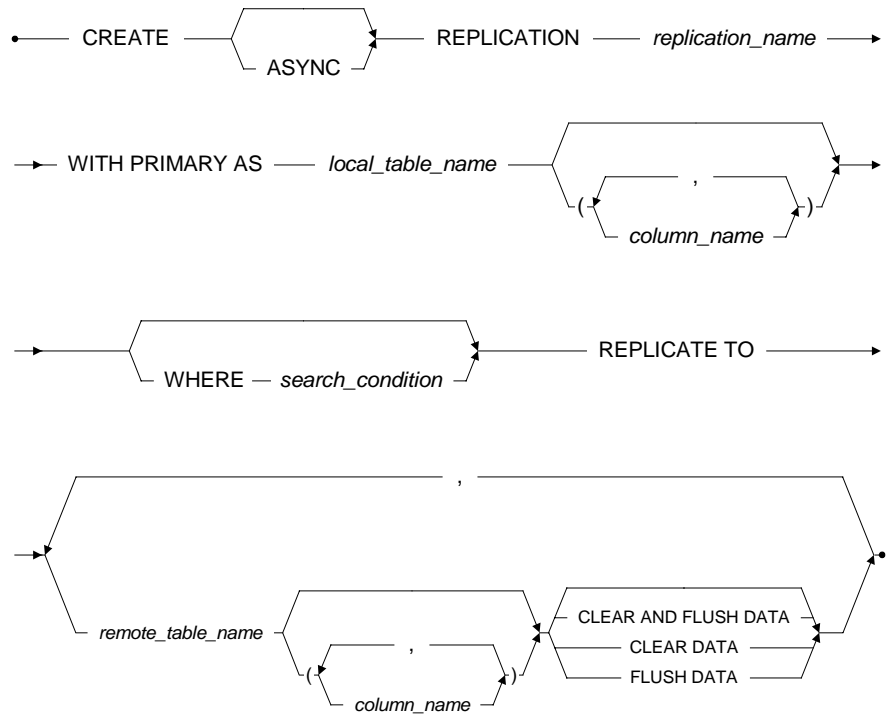 CREATE REPLICATION replication_name
ASYNC
WITH PRIMARY AS local_table_name
( , )
column_name
REPLICATE TO
WHERE search_condition
,
CLEAR AND FLUSH DATA
remote_table_name
( , ) CLEAR DATA
FLUSH DATA
column_name